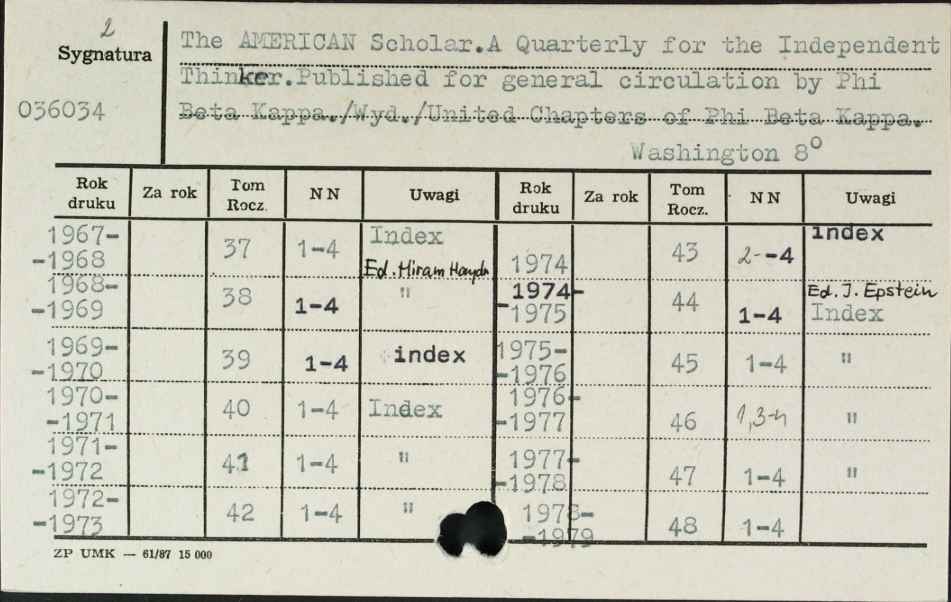 2
Sygnatura
036034
The AMERICAN Scholar.A Quarterly for the Independent
Thinker.Published for general circulation by Phi
Beta Kappa./Wyd./United Chapters of Phi Beta Kappa.
Washington 8°
Rok druku Za rok Tom Rocz. NN Uwagi Rok druku Za rok Tom Rocz. NN Uwagi
1967-
-1968 37 1-4 Index
Ed. Hiram Haydn
1974 43 2--4 index
1968-
-1969 38 1-4 "
1974-
-1975 44 1-4 Ed. J. Epstein
Index
1969-
-1970 39 1-4 index
1975-
-1976 45 1-4 "
1970-
-1971 40 1-4 Index
1976-
-1977 46 1,3-4 "
1971-
-1972 41 1-4 "
1977-
-1978 47 1-4 "
1972-
-1973 42 1-4 "
1978-
-1979 48 1-4
ZP UMK — 61/87 15 000